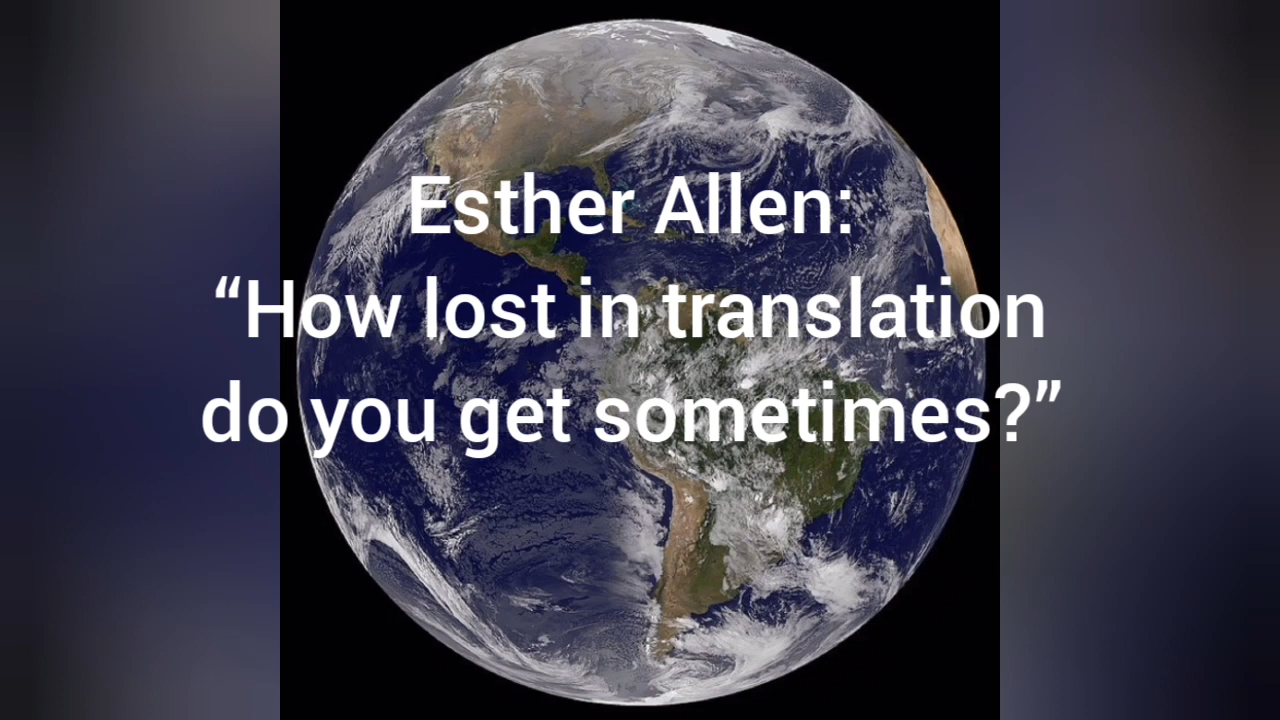 Esther Allen:
“How lost in translation
do you get sometimes?”